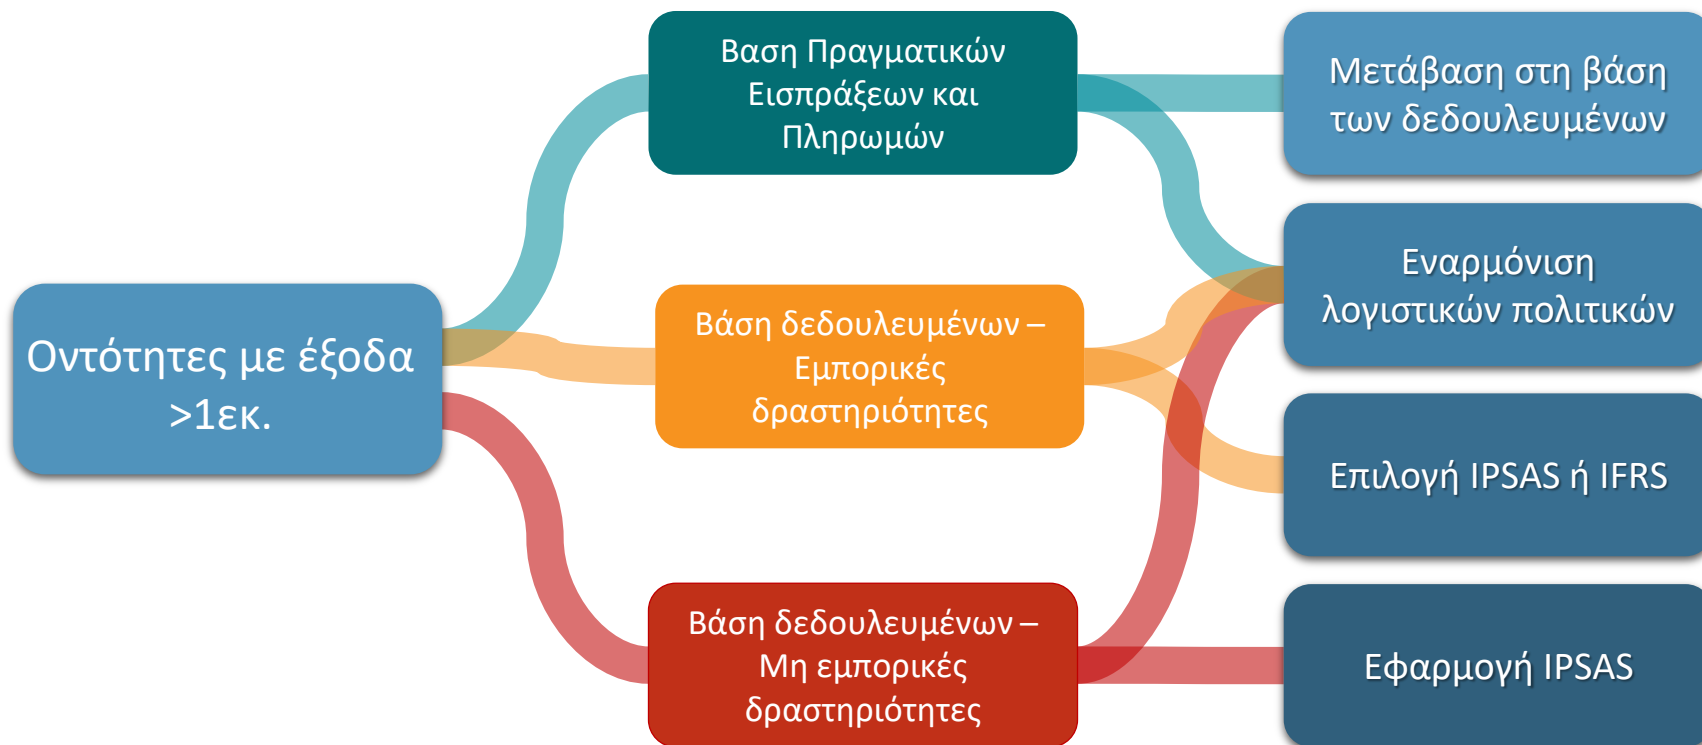 Βαση Πραγματικών
Εισπράξεων και
Πληρωμών
Μετάβαση στη βάση
των δεδουλευμένων
Εναρμόνιση
λογιστικών πολιτικών
Οντότητες με έξοδα
>1εκ.
Βάση δεδουλευμένων –
Εμπορικές
δραστηριότητες
Επιλογή IPSAS ή IFRS
Βάση δεδουλευμένων –
Μη εμπορικές
δραστηριότητες
Εφαρμογή IPSAS